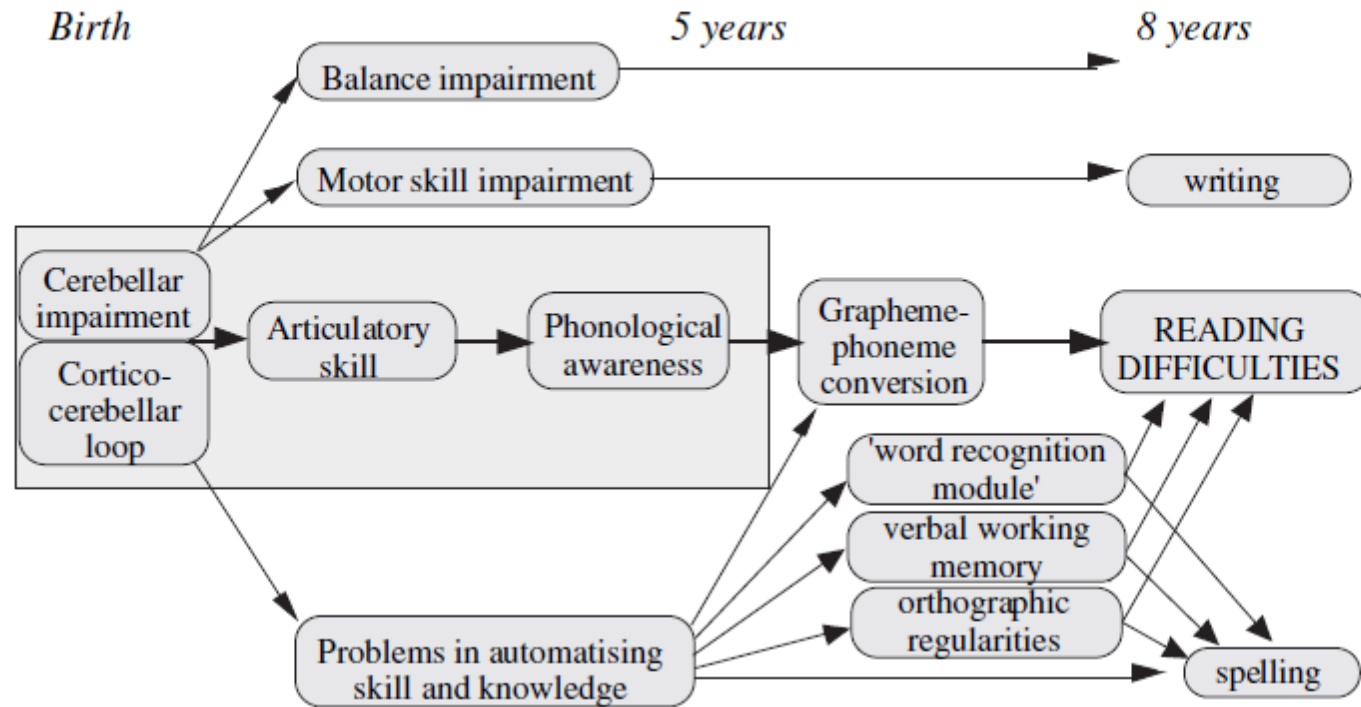 Birth
5 years
8 years
Balance impairment
Motor skill impairment
writing
Cerebellar
impairment
Cortico-
cerebellar
loop
Articulatory
skill
Phonological
awareness
Grapheme-
phoneme
conversion
READING
DIFFICULTIES
'word recognition
module'
verbal working
memory
orthographic
regularities
Problems in automatising
skill and knowledge
spelling